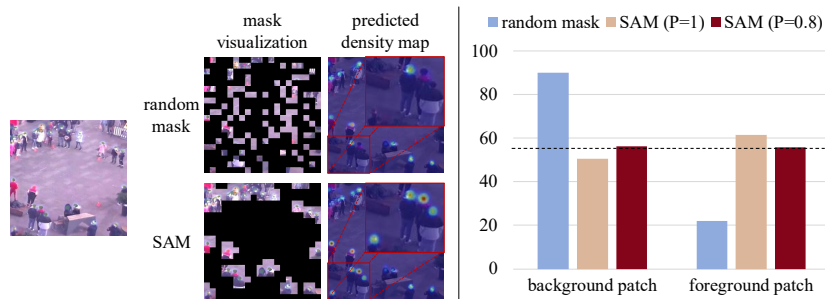 mask
visualization
predicted
density map
random
mask
SAM
random mask
SAM (P=1)
SAM (P=0.8)
100
80
60
40
20
0
background patch
foreground patch